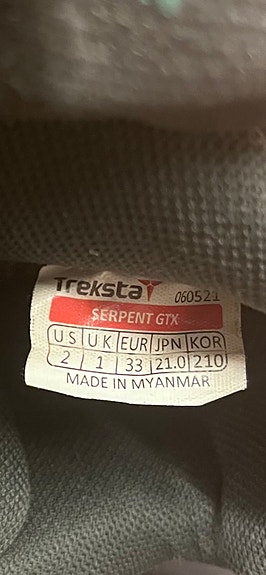 Treksta 060521
SERPENT GTX
US UK EUR JPN KOR
2 1 33 21.0 210
MADE IN MYANMAR